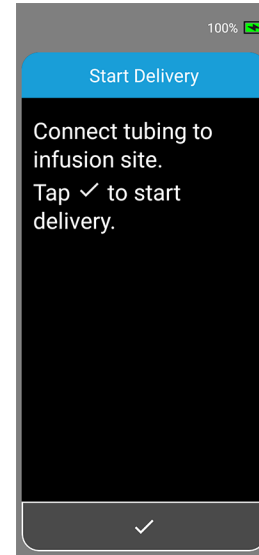 100%
Start Delivery
Connect tubing to
infusion site.
Tap ✓ to start
delivery.